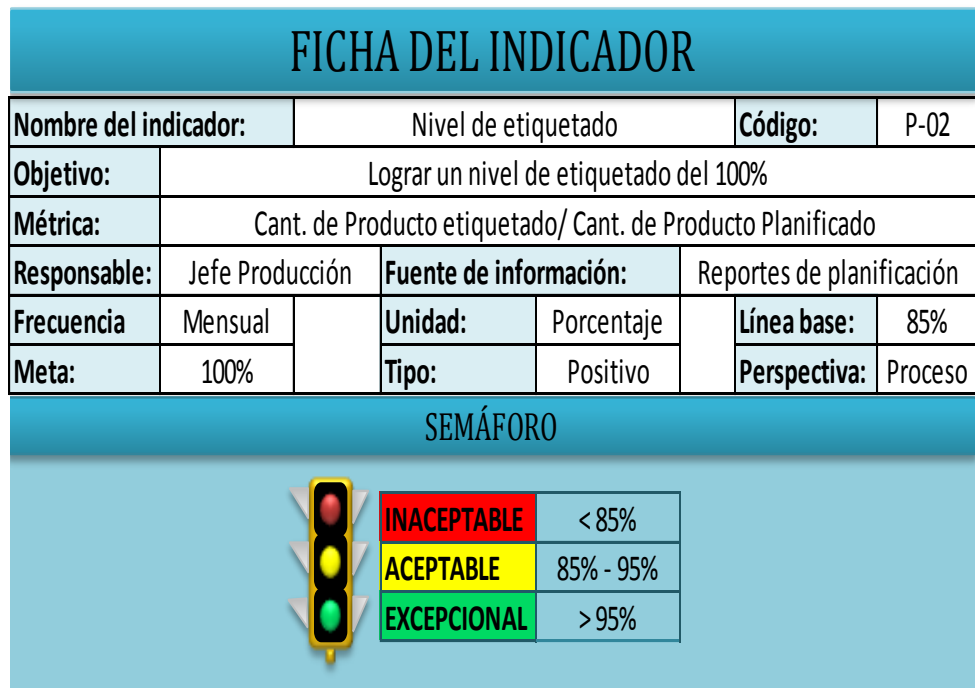 FICHA DEL INDICADOR
Nombre del indicador: Nivel de etiquetado Código: P-02
Objetivo: Lograr un nivel de etiquetado del 100%
Métrica: Cant. de Producto etiquetado/ Cant. de Producto Planificado
Responsable: Jefe Producción Fuente de información: Reportes de planificación
Frecuencia Mensual Unidad: Porcentaje Línea base: 85%
Meta: 100% Tipo: Positivo Perspectiva: Proceso
SEMÁFORO
INACEPTABLE < 85%
ACEPTABLE 85% - 95%
EXCEPCIONAL > 95%